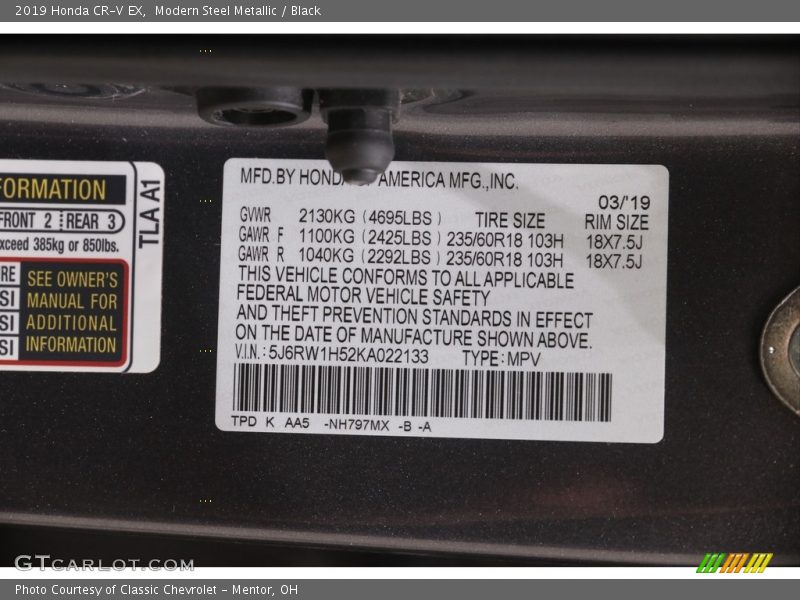 2019 Honda CR-V EX, Modern Steel Metallic / Black
FORMATION
FRONT 2 REAR 3
xceed 385kg or 850lbs.
RE
SI
SI
SI
SEE OWNER'S
MANUAL FOR
ADDITIONAL
INFORMATION
TLA A1
MFD.BY HOND AMERICA MFG.,INC.
03/'19
GVWR 2130KG (4695LBS) TIRE SIZE RIM SIZE
GAWR F 1100KG (2425LBS) 235/60R18 103H 18X7.5J
GAWR R 1040KG (2292LBS) 235/60R18 103H 18X7.5J
THIS VEHICLE CONFORMS TO ALL APPLICABLE
FEDERAL MOTOR VEHICLE SAFETY
AND THEFT PREVENTION STANDARDS IN EFFECT
ON THE DATE OF MANUFACTURE SHOWN ABOVE.
V.I.N.: 5J6RW1H52KA022133 TYPE: MPV
TPD K AA5 -NH797MX -B -A
GTCARLOT.COM
Photo Courtesy of Classic Chevrolet - Mentor, OH